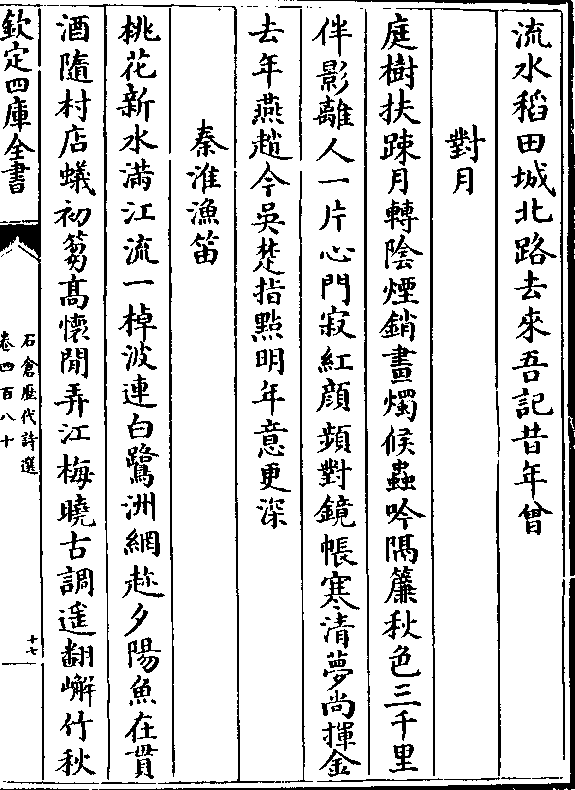 流水稻田城北路去來吾記昔年曾
對月
庭樹扶踈月轉陰煙銷畫燭候蟲吟隔簾秋色三千里
伴影離人一片心門寂紅顔頻對鏡帳寒清夢尚揮金
去年燕趙今吳楚指點明年意更深
秦淮漁笛
桃花新水滿江流一棹波連白鷺洲網趂夕陽魚在貫
酒隨村店蟻初篘髙懷閒弄江梅曉古調遥翻嶰竹秋
欽定四庫全書
石倉歴代詩選
卷四百八十
十七